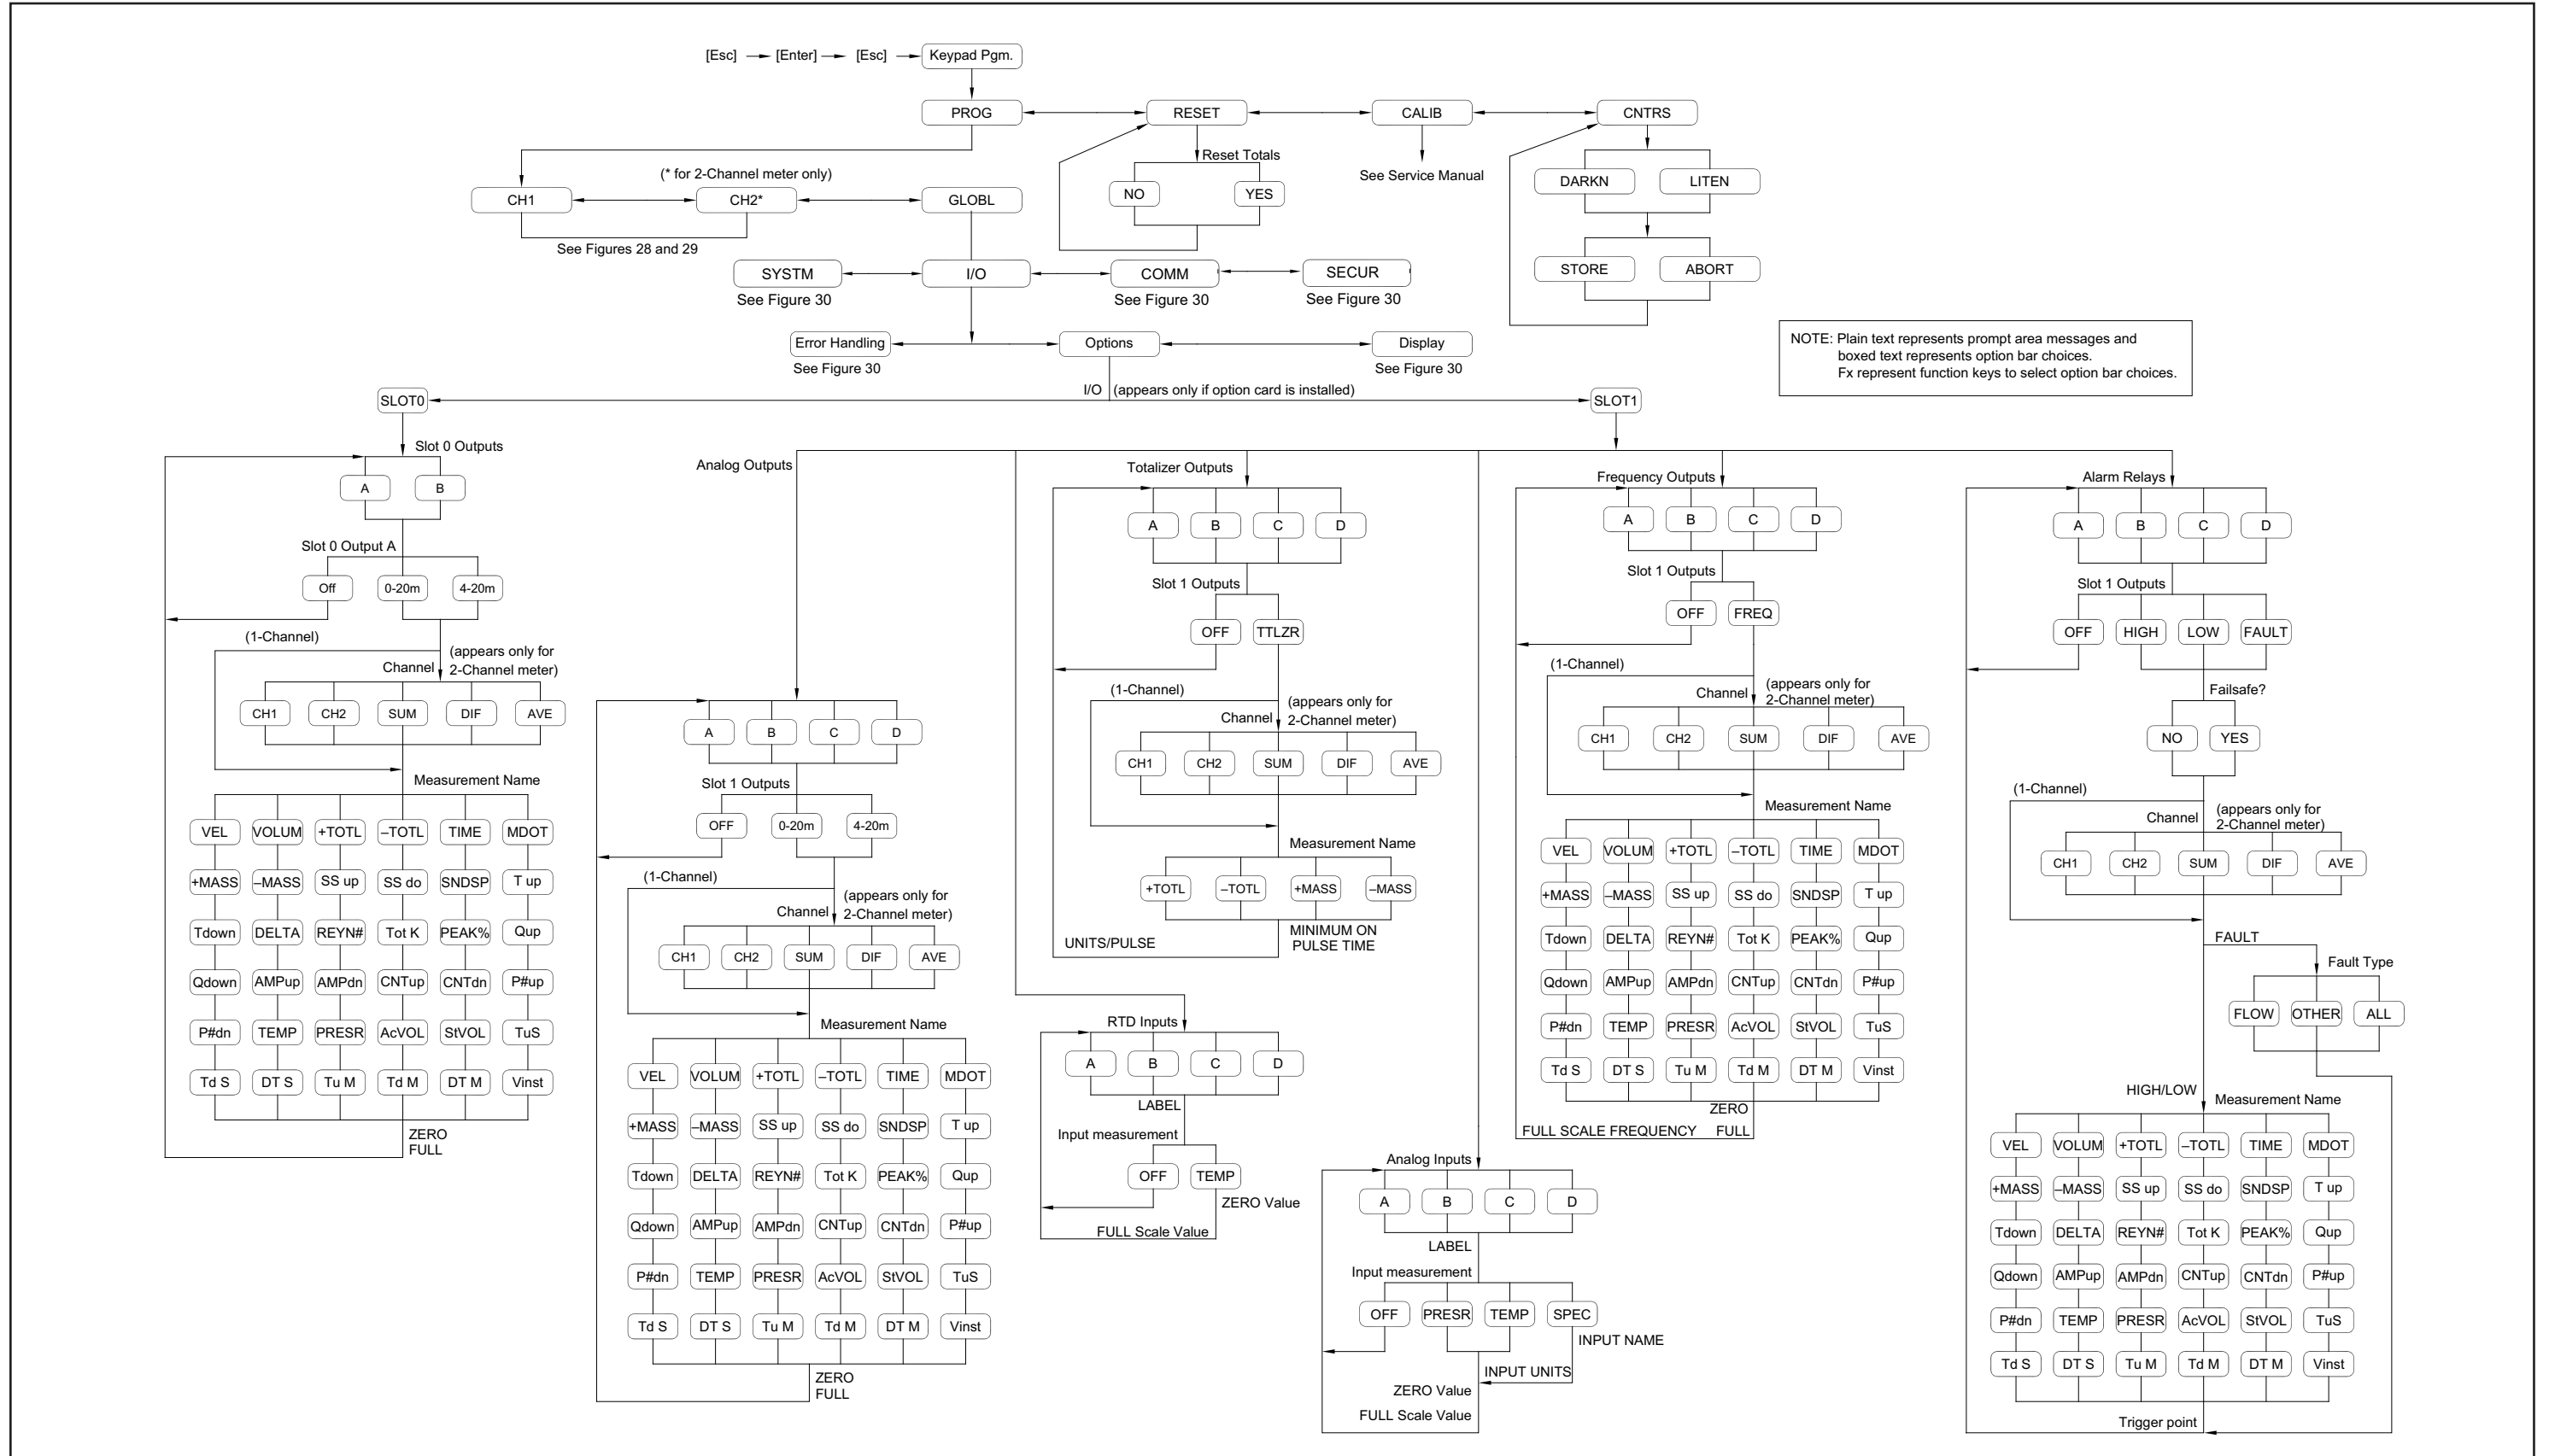 [Esc] [Enter] [Esc] Keypad Pgm.
PROG RESET CALIB CNTRS
Reset Totals
NO YES
See Service Manual
DARKN LITEN
STORE ABORT
(* for 2-Channel meter only)
CH1 CH2* GLOBL
See Figures 28 and 29
SYSTM I/O COMM SECUR
See Figure 30 See Figure 30 See Figure 30
Error Handling Options Display
See Figure 30 See Figure 30
NOTE: Plain text represents prompt area messages and
boxed text represents option bar choices.
Fx represent function keys to select option bar choices.
I/O (appears only if option card is installed)
SLOT0 SLOT1
Slot 0 Outputs
A B
Slot 0 Output A
Off 0-20m 4-20m
(1-Channel)
Channel (appears only for
2-Channel meter)
CH1 CH2 SUM DIF AVE
Measurement Name
VEL VOLUM +TOTL –TOTL TIME MDOT
+MASS –MASS SS up SS do SNDSP T up
Tdown DELTA REYN# Tot K PEAK% Qup
Qdown AMPup AMPdn CNTup CNTdn P#up
P#dn TEMP PRESR AcVOL StVOL TuS
Td S DT S Tu M Td M DT M Vinst
ZERO
FULL
Analog Outputs
A B C D
Slot 1 Outputs
OFF 0-20m 4-20m
(1-Channel)
Channel (appears only for
2-Channel meter)
CH1 CH2 SUM DIF AVE
Measurement Name
VEL VOLUM +TOTL –TOTL TIME MDOT
+MASS –MASS SS up SS do SNDSP T up
Tdown DELTA REYN# Tot K PEAK% Qup
Qdown AMPup AMPdn CNTup CNTdn P#up
P#dn TEMP PRESR AcVOL StVOL TuS
Td S DT S Tu M Td M DT M Vinst
ZERO
FULL
Totalizer Outputs
A B C D
Slot 1 Outputs
OFF TTLZR
(1-Channel)
Channel (appears only for
2-Channel meter)
CH1 CH2 SUM DIF AVE
Measurement Name
+TOTL –TOTL +MASS –MASS
UNITS/PULSE MINIMUM ON
PULSE TIME
RTD Inputs
A B C D
LABEL
Input measurement
OFF TEMP
ZERO Value
FULL Scale Value
Analog Inputs
A B C D
LABEL
Input measurement
OFF PRESR TEMP SPEC
INPUT NAME
INPUT UNITS
ZERO Value
FULL Scale Value
Frequency Outputs
A B C D
Slot 1 Outputs
OFF FREQ
(1-Channel)
Channel (appears only for
2-Channel meter)
CH1 CH2 SUM DIF AVE
Measurement Name
VEL VOLUM +TOTL –TOTL TIME MDOT
+MASS –MASS SS up SS do SNDSP T up
Tdown DELTA REYN# Tot K PEAK% Qup
Qdown AMPup AMPdn CNTup CNTdn P#up
P#dn TEMP PRESR AcVOL StVOL TuS
Td S DT S Tu M Td M DT M Vinst
ZERO
FULL SCALE FREQUENCY FULL
Alarm Relays
A B C D
Slot 1 Outputs
OFF HIGH LOW FAULT
Failsafe?
NO YES
(1-Channel)
Channel (appears only for
2-Channel meter)
CH1 CH2 SUM DIF AVE
FAULT
Fault Type
FLOW OTHER ALL
HIGH/LOW
Measurement Name
VEL VOLUM +TOTL –TOTL TIME MDOT
+MASS –MASS SS up SS do SNDSP T up
Tdown DELTA REYN# Tot K PEAK% Qup
Qdown AMPup AMPdn CNTup CNTdn P#up
P#dn TEMP PRESR AcVOL StVOL TuS
Td S DT S Tu M Td M DT M Vinst
Trigger point